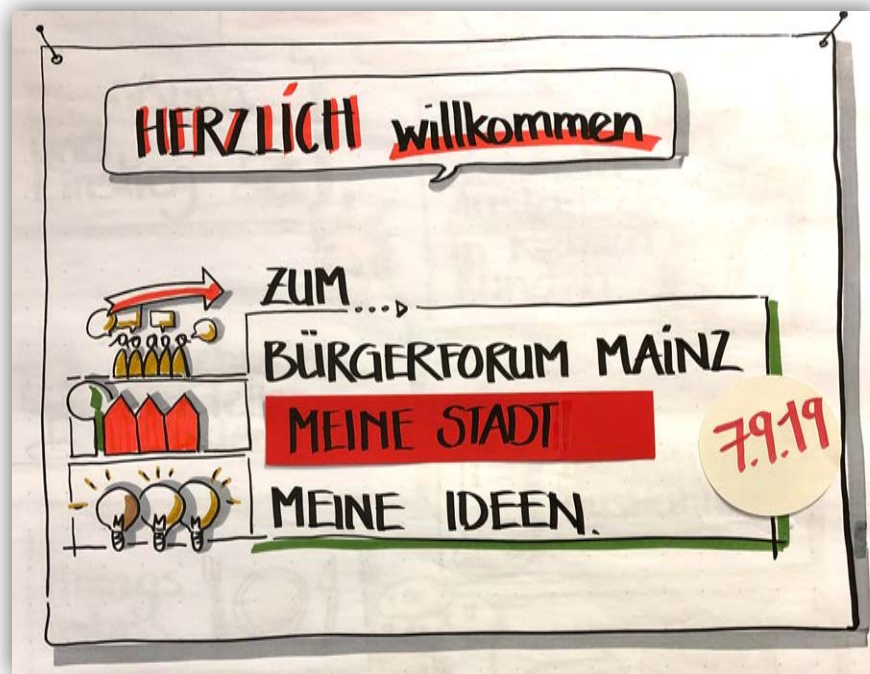 HERZLICH willkommen
ZUM
BÜRGERFORUM MAINZ
MEINE STADT
7.9.19
MEINE IDEEN.